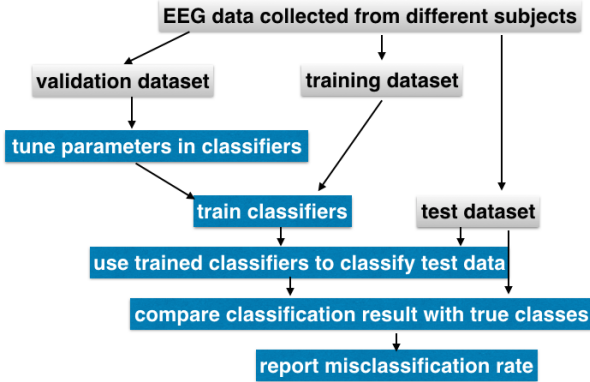 EEG data collected from different subjects
validation dataset
training dataset
tune parameters in classifiers
train classifiers
test dataset
use trained classifiers to classify test data
compare classification result with true classes
report misclassification rate